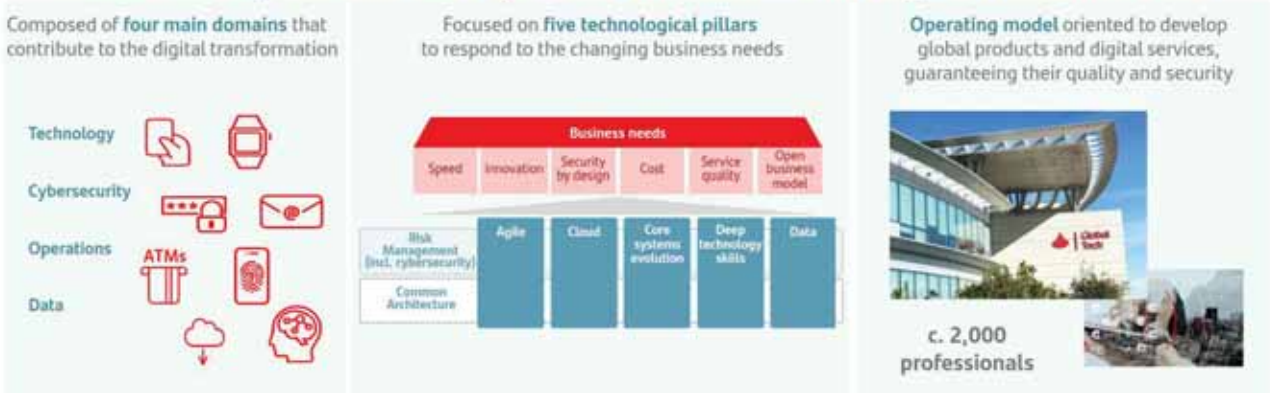 Composed of four main domains that
contribute to the digital transformation
Technology
Cybersecurity
Operations
ATMs
Data
Focused on five technological pillars
to respond to the changing business needs
Business needs
Speed
Innovation
Security
by design
Cost
Service
quality
Open
business
model
Risk
Management
(incl. cybersecurity)
Common
Architecture
Agile
Cloud
Core
systems
evolution
Deep
technology
skills
Data
Operating model oriented to develop
global products and digital services,
guaranteeing their quality and security
Global
Tech
c. 2,000
professionals